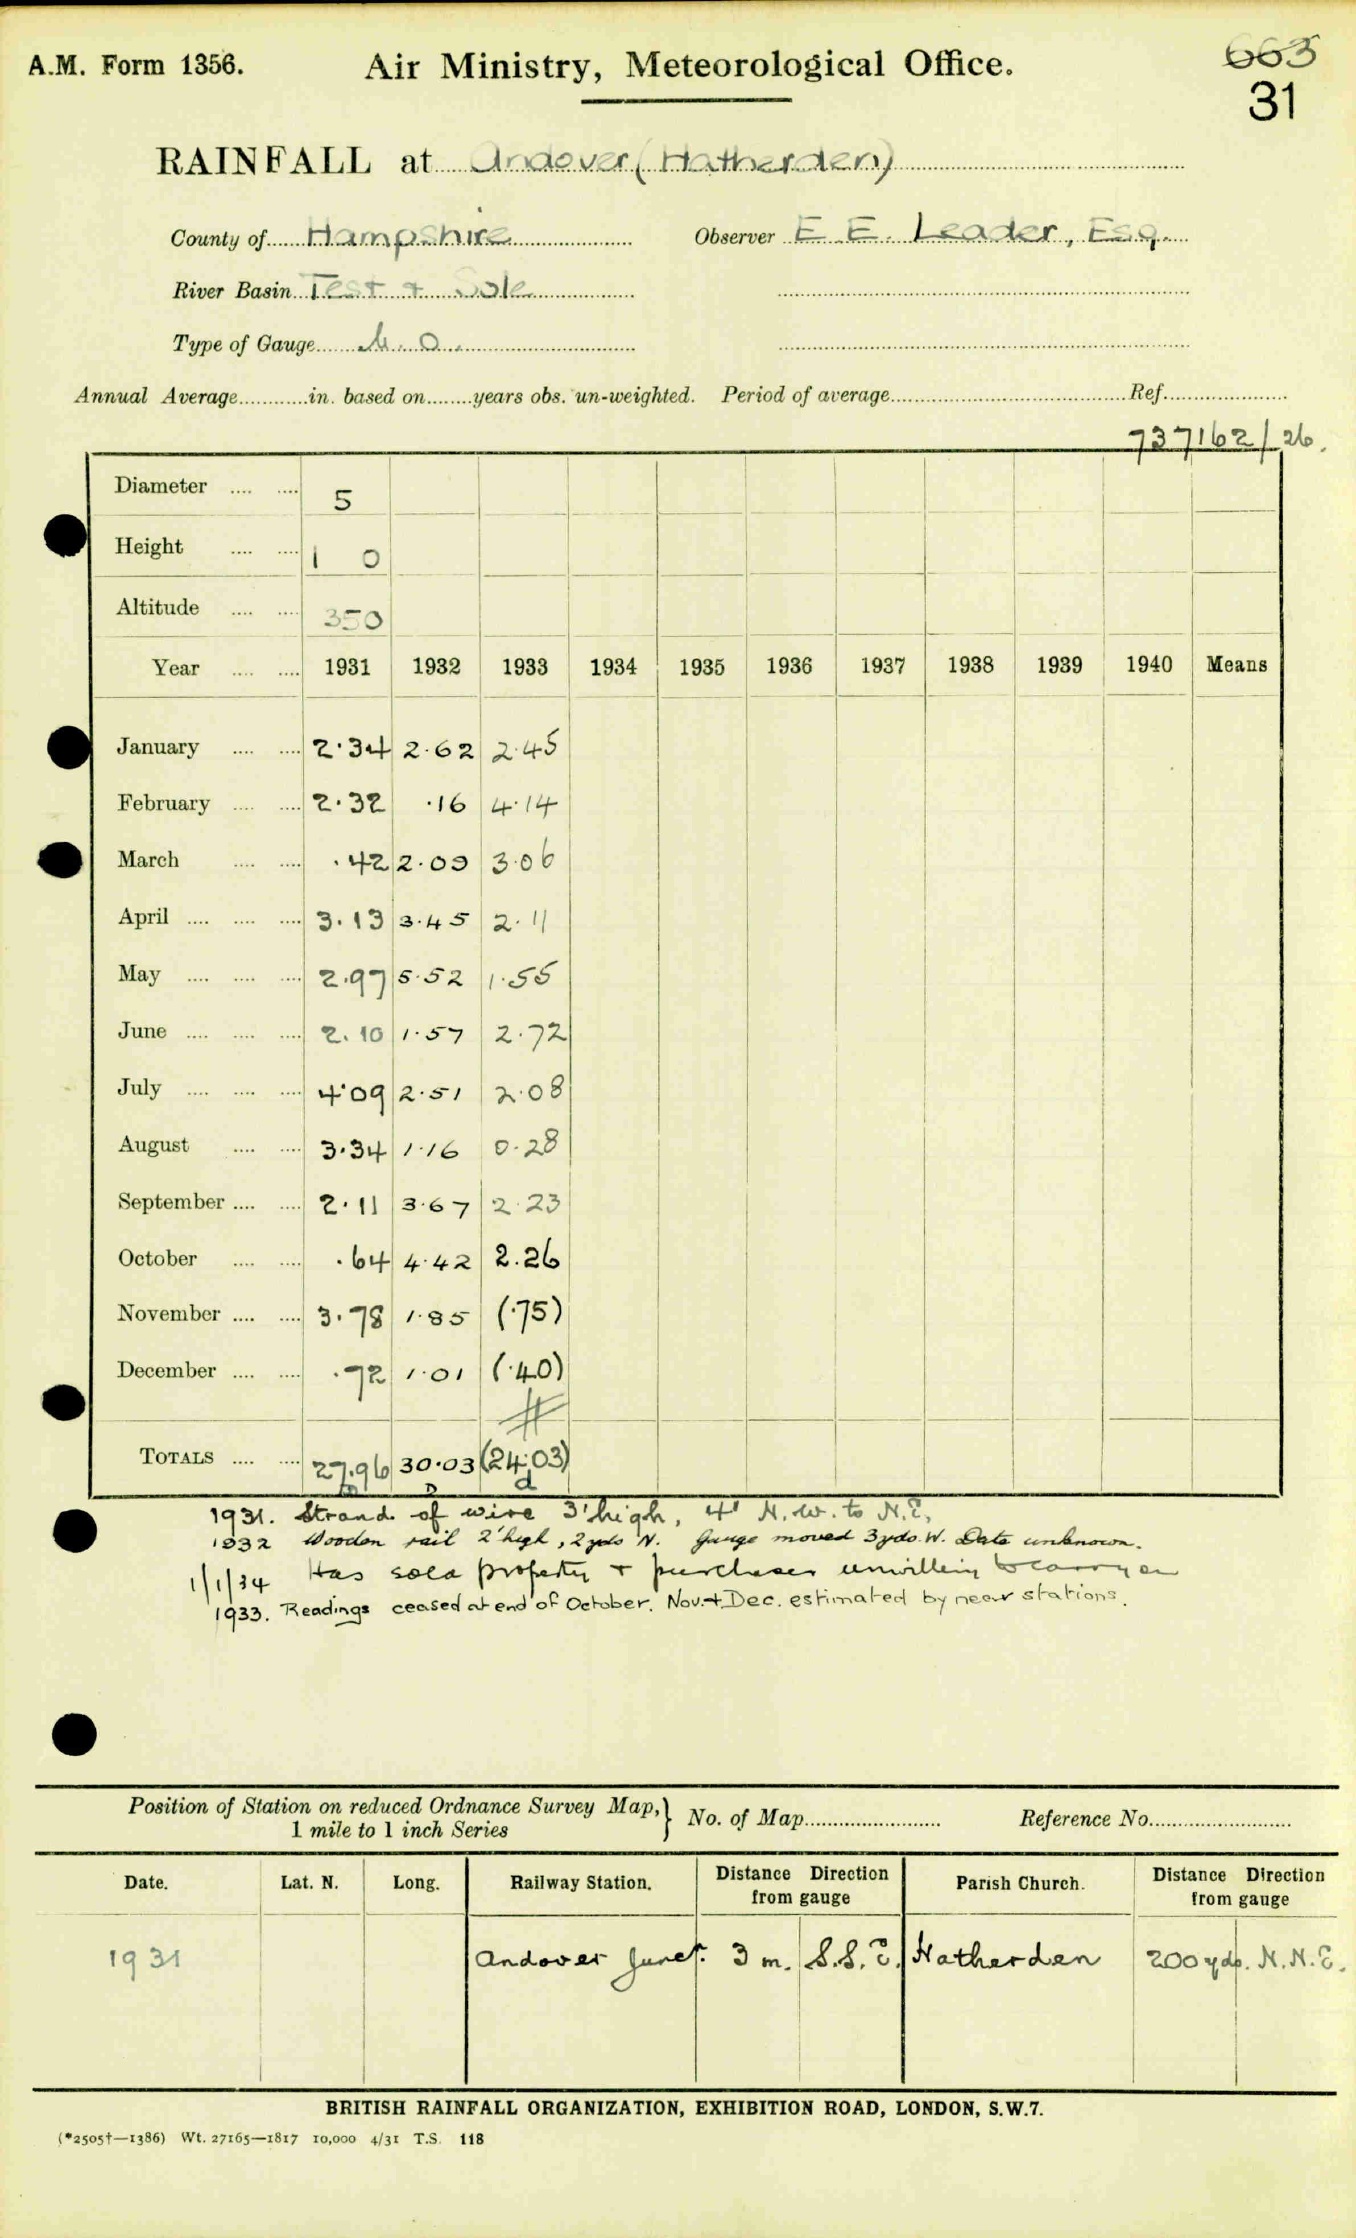 A.M. Form 1356.
Air Ministry, Meteorological Office.
663
31
RAINFALL at Andover (Hatherden)
County of Hampshire Observer E. E. Leader, Esq.
River Basin Test + Sole
Type of Gauge M.O.
Annual Average............in. based on........years obs. un-weighted. Period of average............ Ref............
737162/26.
Diameter .... .... 5
Height .... .... 1 0
Altitude .... .... 350
Year .... .... 1931 1932 1933 1934 1935 1936 1937 1938 1939 1940 Means
January .... .... 2.34 2.62 2.45
February .... .... 2.32 .16 4.14
March .... .... .42 2.09 3.06
April .... .... .... 3.13 3.45 2.11
May .... .... .... 2.97 5.52 1.55
June .... .... .... 2.10 1.57 2.72
July .... .... .... 4.09 2.51 2.08
August .... .... 3.34 1.16 0.28
September .... .... 2.11 3.67 2.23
October .... .... .64 4.42 2.26
November .... .... 3.78 1.85 (.75)
December .... .... .72 1.01 (.40)
TOTALS .... .... 27.96 30.03 (24.03)
D d
1931. Strand of wire 3' high, 4' N.W. to N.E.
1932 Wooden rail 2' high, 2 yds N. Gauge moved 3 yds. W. Date unknown.
1/1/34 Has sold property + purchaser unwilling to carry on
1933. Readings ceased at end of October. Nov. + Dec. estimated by near stations.
Position of Station on reduced Ordnance Survey Map,
1 mile to 1 inch Series
} No. of Map............ Reference No............
Date. Lat. N. Long. Railway Station. Distance Direction from gauge Parish Church. Distance Direction from gauge
1931 Andover Junct. 3 m. S.S.E. Hatherden 200 yds. N.N.E.
BRITISH RAINFALL ORGANIZATION, EXHIBITION ROAD, LONDON, S.W.7.
(*2505†—1386) Wt. 27165—1817 10,000 4/31 T.S. 118